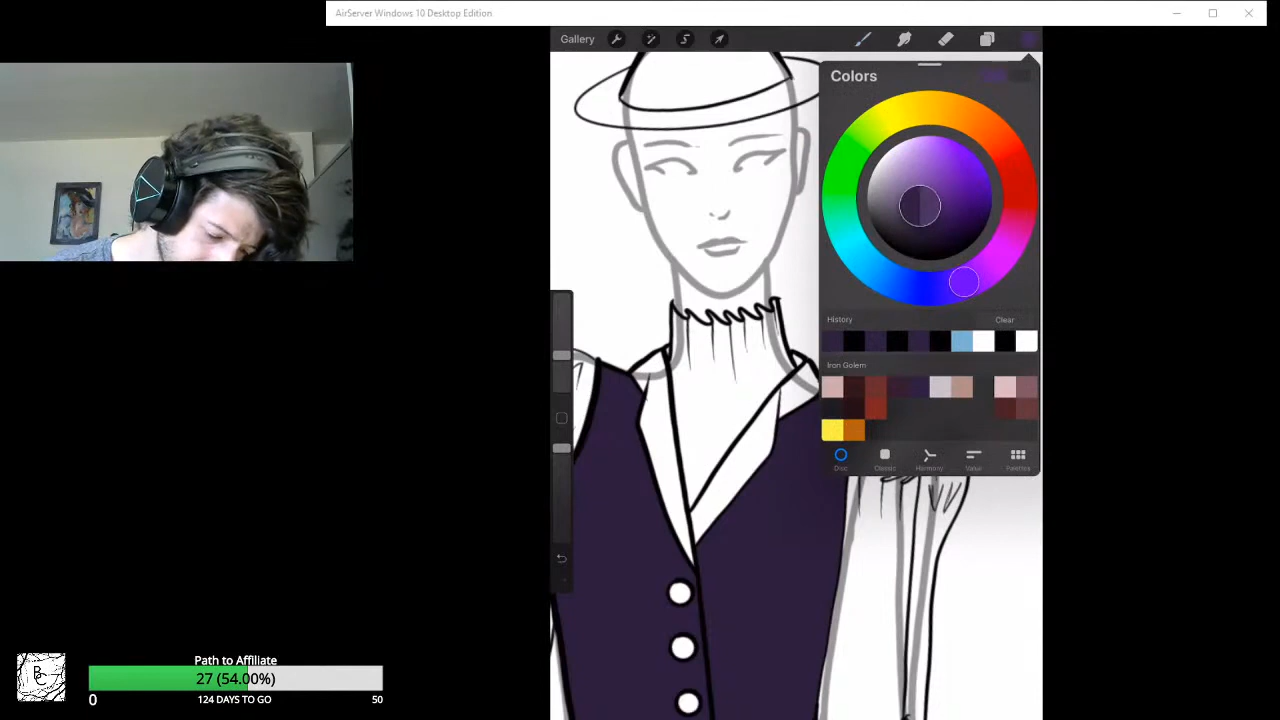 AirServer Windows 10 Desktop Edition
Gallery
Colors
History
Clear
Iron Golem
Disc
Classic
Harmony
Value
Palettes
B
Path to Affiliate
27 (54.00%)
0
124 DAYS TO GO
50